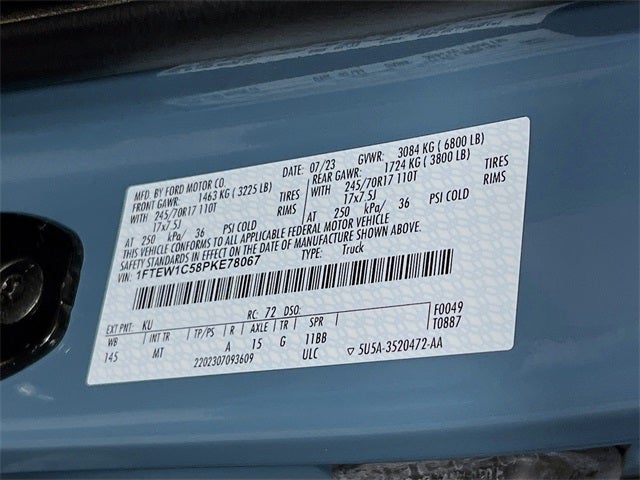 MFD. BY FORD MOTOR CO. DATE: 07/23 GVWR: 3084 KG ( 6800 LB)
FRONT GAWR: 1463 KG ( 3225 LB) REAR GAWR: 1724 KG ( 3800 LB)
WITH 245/70R17 110T TIRES WITH 245/70R17 110T TIRES
17x7.5J RIMS 17x7.5J RIMS
AT 250 kPa/ 36 PSI COLD AT 250 kPa/ 36 PSI COLD
THIS VEHICLE CONFORMS TO ALL APPLICABLE FEDERAL MOTOR VEHICLE
SAFETY STANDARDS IN EFFECT ON THE DATE OF MANUFACTURE SHOWN ABOVE.
VIN: 1FTEW1C58PKE78067 TYPE: Truck
EXT PNT: KU RC: 72 DSO: F0049
WB INT TR TP/PS R AXLE TR SPR T0887
145 MT A 15 G 11BB
2202307093609 ULC 5U5A-3520472-AA